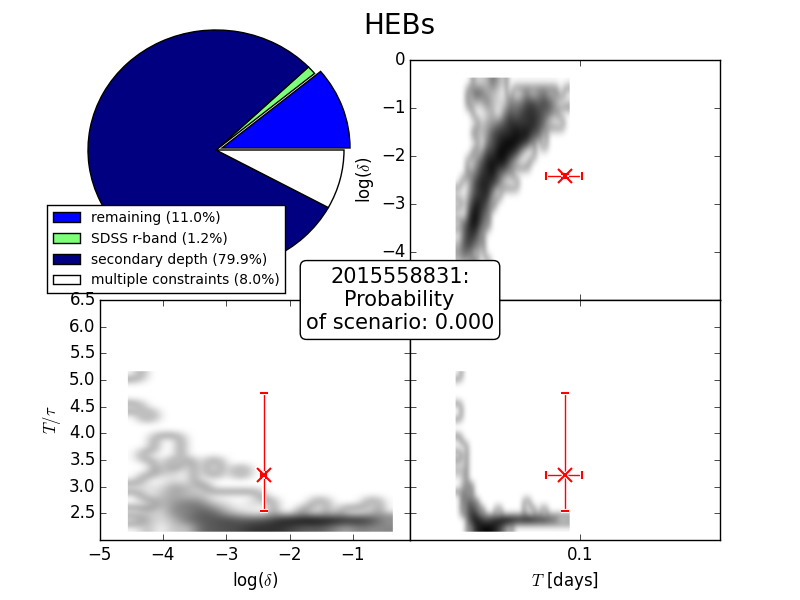 HEBs
remaining (11.0%)
SDSS r-band (1.2%)
secondary depth (79.9%)
multiple constraints (8.0%)
0
−1
−2
−3
−4
log(δ)
2015558831:
Probability
of scenario: 0.000
6.5
6.0
5.5
5.0
4.5
4.0
3.5
3.0
2.5
T/τ
−5
−4
−3
−2
−1
log(δ)
0.1
T [days]